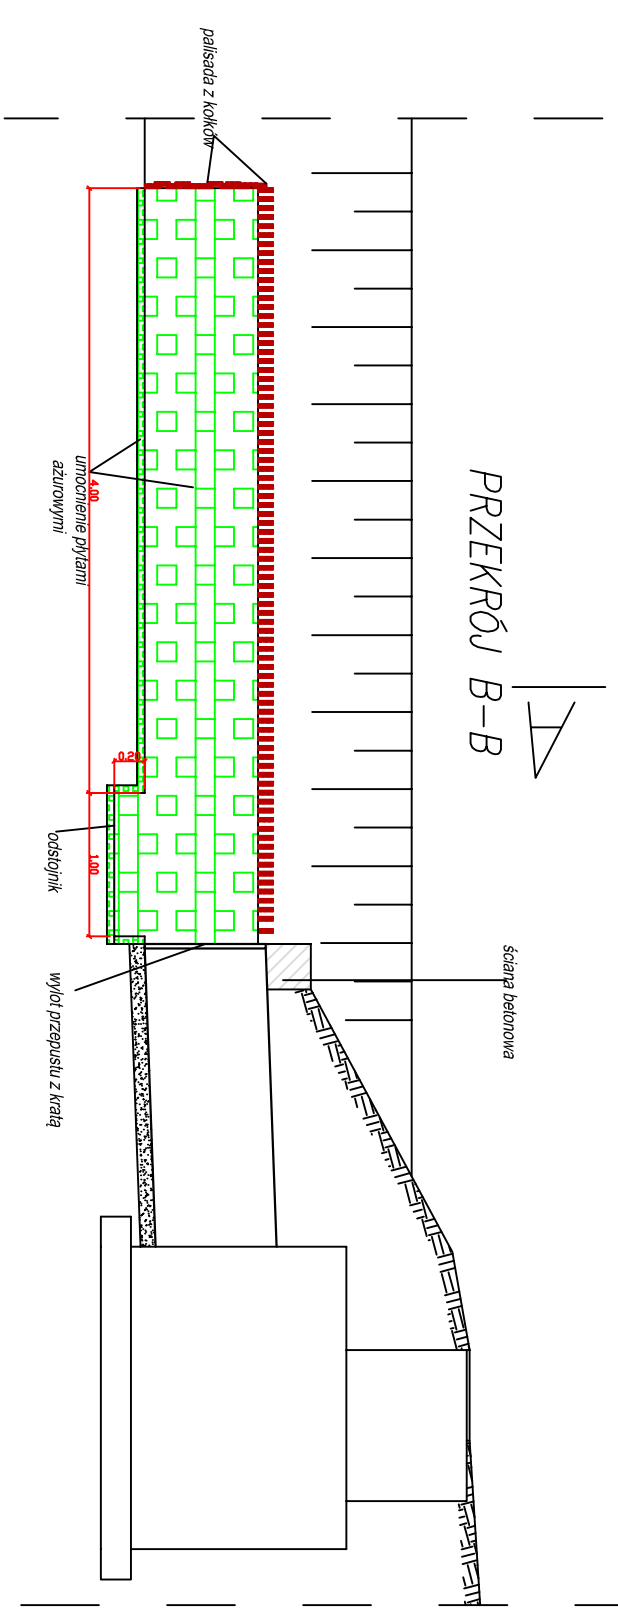 PRZEKRÓJ B-B
palisada z kołków
umocnienie płytami
ażurowymi
4.00
0.20
1.00
odstojnik
wylot przepustu z kratą
ściana betonowa